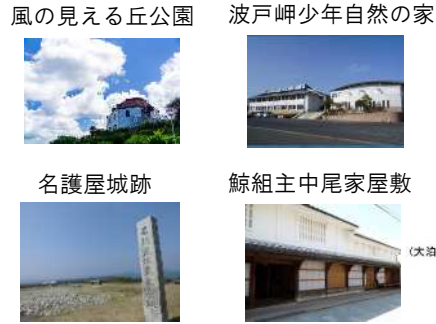 風の見える丘公園
波戸岬少年自然の家
名護屋城跡
鯨組主中尾家屋敷
(大泊